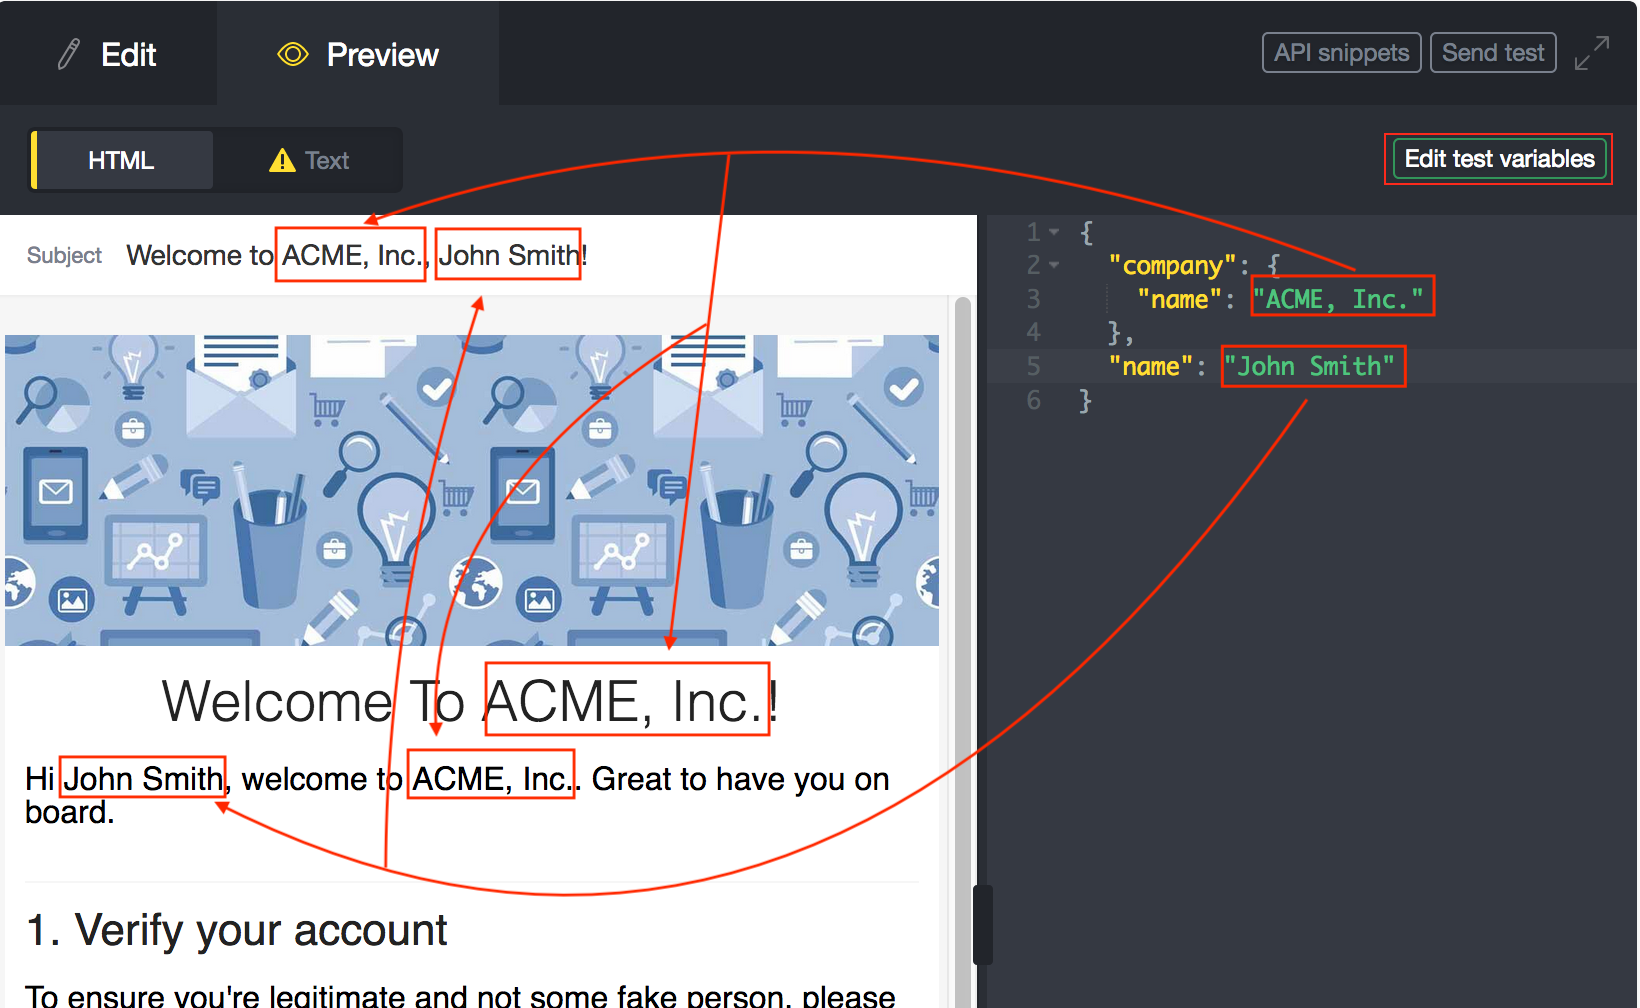 Edit
Preview
API snippets
Send test
HTML
Text
Edit test variables
Subject Welcome to ACME, Inc., John Smith!
Welcome To ACME, Inc.!
Hi John Smith, welcome to ACME, Inc.. Great to have you on
board.
1. Verify your account
To ensure you're legitimate and not some fake person, please
1 {
2 "company": {
3 "name": "ACME, Inc."
4 },
5 "name": "John Smith"
6 }